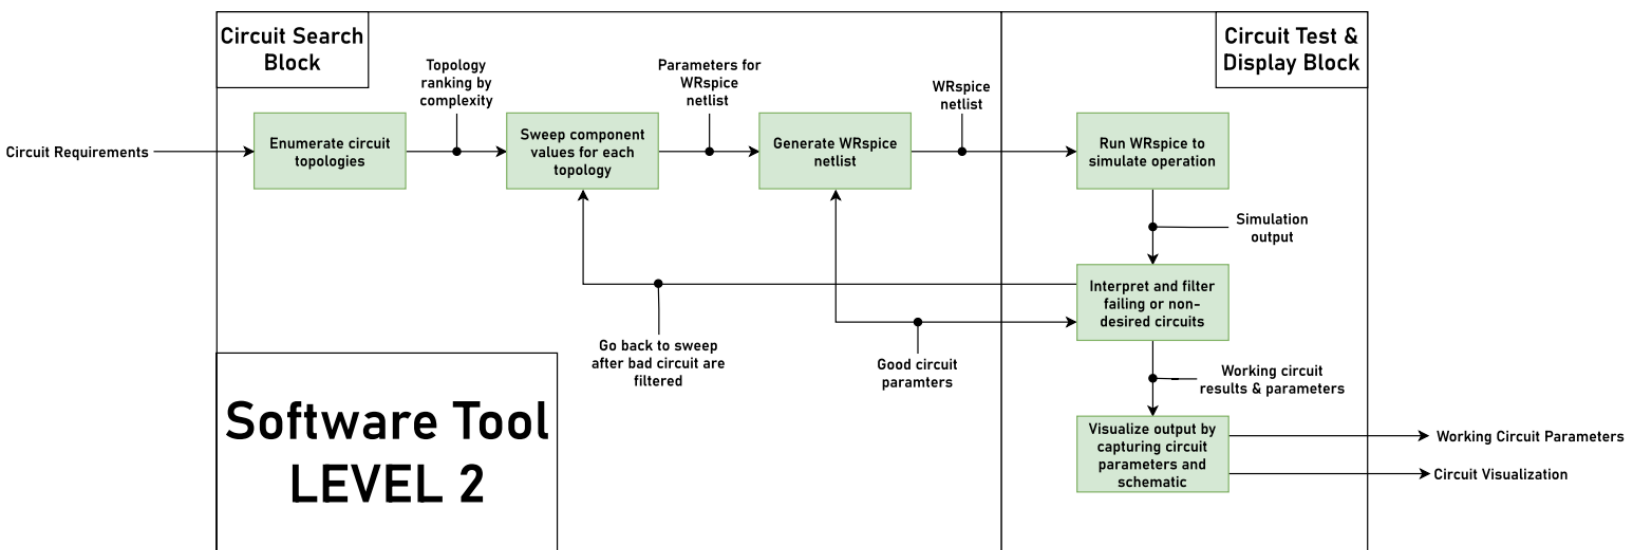 Circuit Search
Block
Circuit Test &
Display Block
Topology
ranking by
complexity
Parameters for
WRspice
netlist
WRspice
netlist
Circuit Requirements
Enumerate circuit
topologies
Sweep component
values for each
topology
Generate WRspice
netlist
Run WRspice to
simulate operation
Simulation
output
Interpret and filter
failing or non-
desired circuits
Go back to sweep
after bad circuit are
filtered
Good circuit
paramters
Working circuit
results & parameters
Software Tool
LEVEL 2
Visualize output by
capturing circuit
parameters and
schematic
Working Circuit Parameters
Circuit Visualization